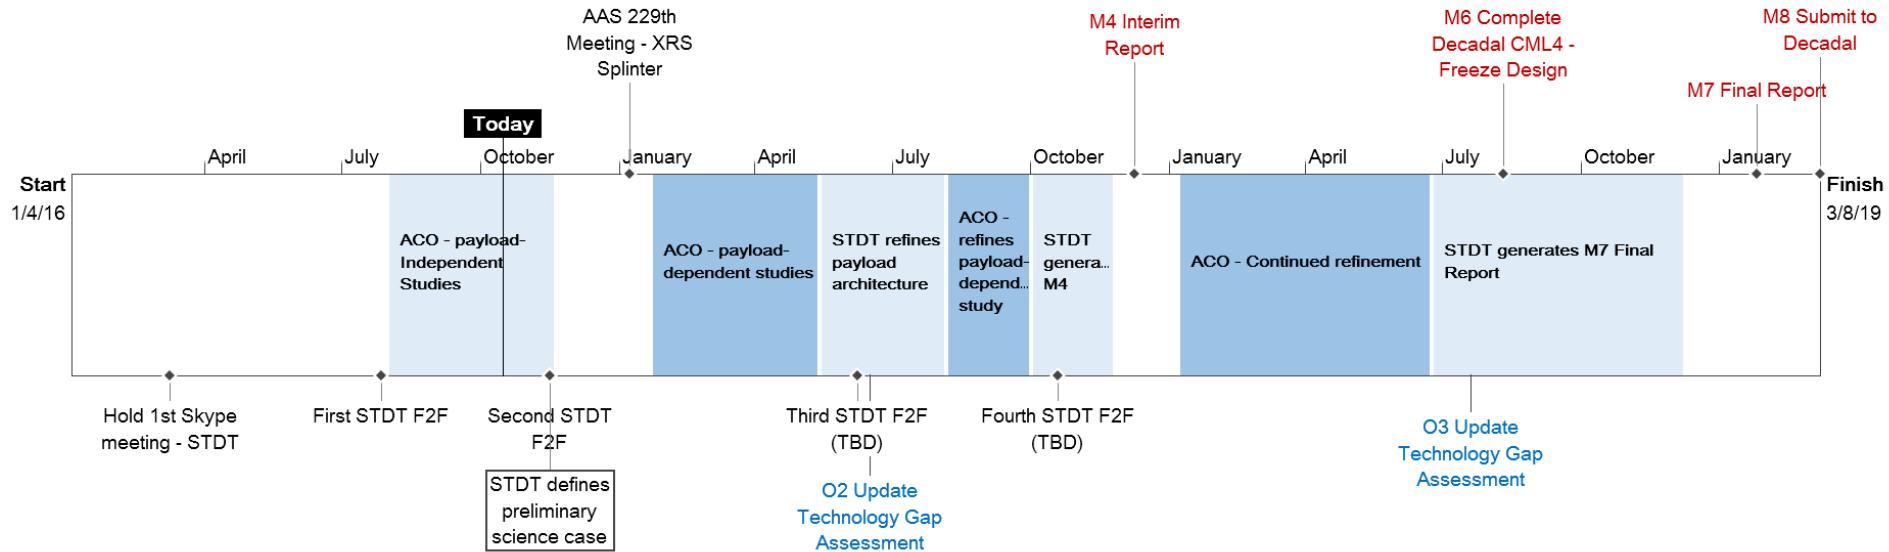 AAS 229th
Meeting - XRS
Splinter
M4 Interim
Report
M6 Complete
Decadal CML4 -
Freeze Design
M8 Submit to
Decadal
M7 Final Report
Today
April
July
October
January
April
July
October
January
April
July
October
January
Start
1/4/16
Finish
3/8/19
ACO - payload-
Independent
Studies
ACO - payload-
dependent studies
STDT refines
payload
architecture
ACO -
refines
payload-
depend...
study
STDT
genera...
M4
ACO - Continued refinement
STDT generates M7 Final
Report
Hold 1st Skype
meeting - STDT
First STDT F2F
Second STDT
F2F
STDT defines
preliminary
science case
Third STDT F2F
(TBD)
O2 Update
Technology Gap
Assessment
Fourth STDT F2F
(TBD)
O3 Update
Technology Gap
Assessment